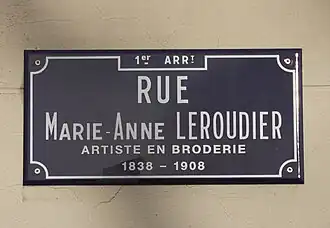 1er ARRT
RUE
MARIE-ANNE LEROUDIER
ARTISTE EN BRODERIE
1838 - 1908